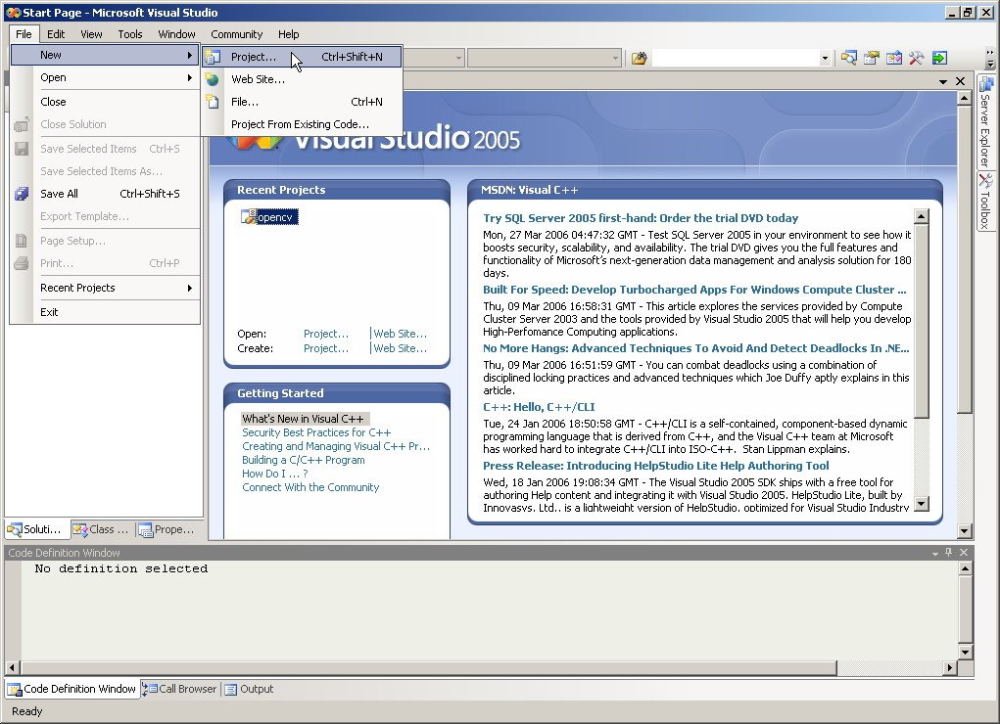 Start Page - Microsoft Visual Studio
File Edit View Tools Window Community Help
New
Open
Close
Close Solution
Save Selected Items Ctrl+S
Save Selected Items As...
Save All Ctrl+Shift+S
Export Template...
Page Setup...
Print... Ctrl+P
Recent Projects
Exit
Project... Ctrl+Shift+N
Web Site...
File... Ctrl+N
Project From Existing Code...
Visual Studio 2005
Recent Projects
opencv
Open: Project... Web Site...
Create: Project... Web Site...
Getting Started
What's New in Visual C++
Security Best Practices for C++
Creating and Managing Visual C++ Pr...
Building a C/C++ Program
How Do I ... ?
Connect With the Community
MSDN: Visual C++
Try SQL Server 2005 first-hand: Order the trial DVD today
Mon, 27 Mar 2006 04:47:32 GMT - Test SQL Server 2005 in your environment to see how it
boosts security, scalability, and availability. The trial DVD gives you the full features and
functionality of Microsoft's next-generation data management and analysis solution for 180
days.
Built For Speed: Develop Turbocharged Apps For Windows Compute Cluster ...
Thu, 09 Mar 2006 16:58:31 GMT - This article explores the services provided by Compute
Cluster Server 2003 and the tools provided by Visual Studio 2005 that will help you develop
High-Perfomance Computing applications.
No More Hangs: Advanced Techniques To Avoid And Detect Deadlocks In .NE...
Thu, 09 Mar 2006 16:51:59 GMT - You can combat deadlocks using a combination of
disciplined locking practices and advanced techniques which Joe Duffy aptly explains in this
article.
C++: Hello, C++/CLI
Tue, 24 Jan 2006 18:50:58 GMT - C++/CLI is a self-contained, component-based dynamic
programming language that is derived from C++, and the Visual C++ team at Microsoft
has worked hard to integrate C++/CLI into ISO-C++. Stan Lippman explains.
Press Release: Introducing HelpStudio Lite Help Authoring Tool
Wed, 18 Jan 2006 19:08:34 GMT - The Visual Studio 2005 SDK ships with a free tool for
authoring Help content and integrating it with Visual Studio 2005. HelpStudio Lite, built by
Innovasys, Ltd., is a lightweight version of HelpStudio, optimized for Visual Studio Industry
Server Explorer
Toolbox
Soluti... Class ... Prope...
Code Definition Window
No definition selected
Code Definition Window Call Browser Output
Ready